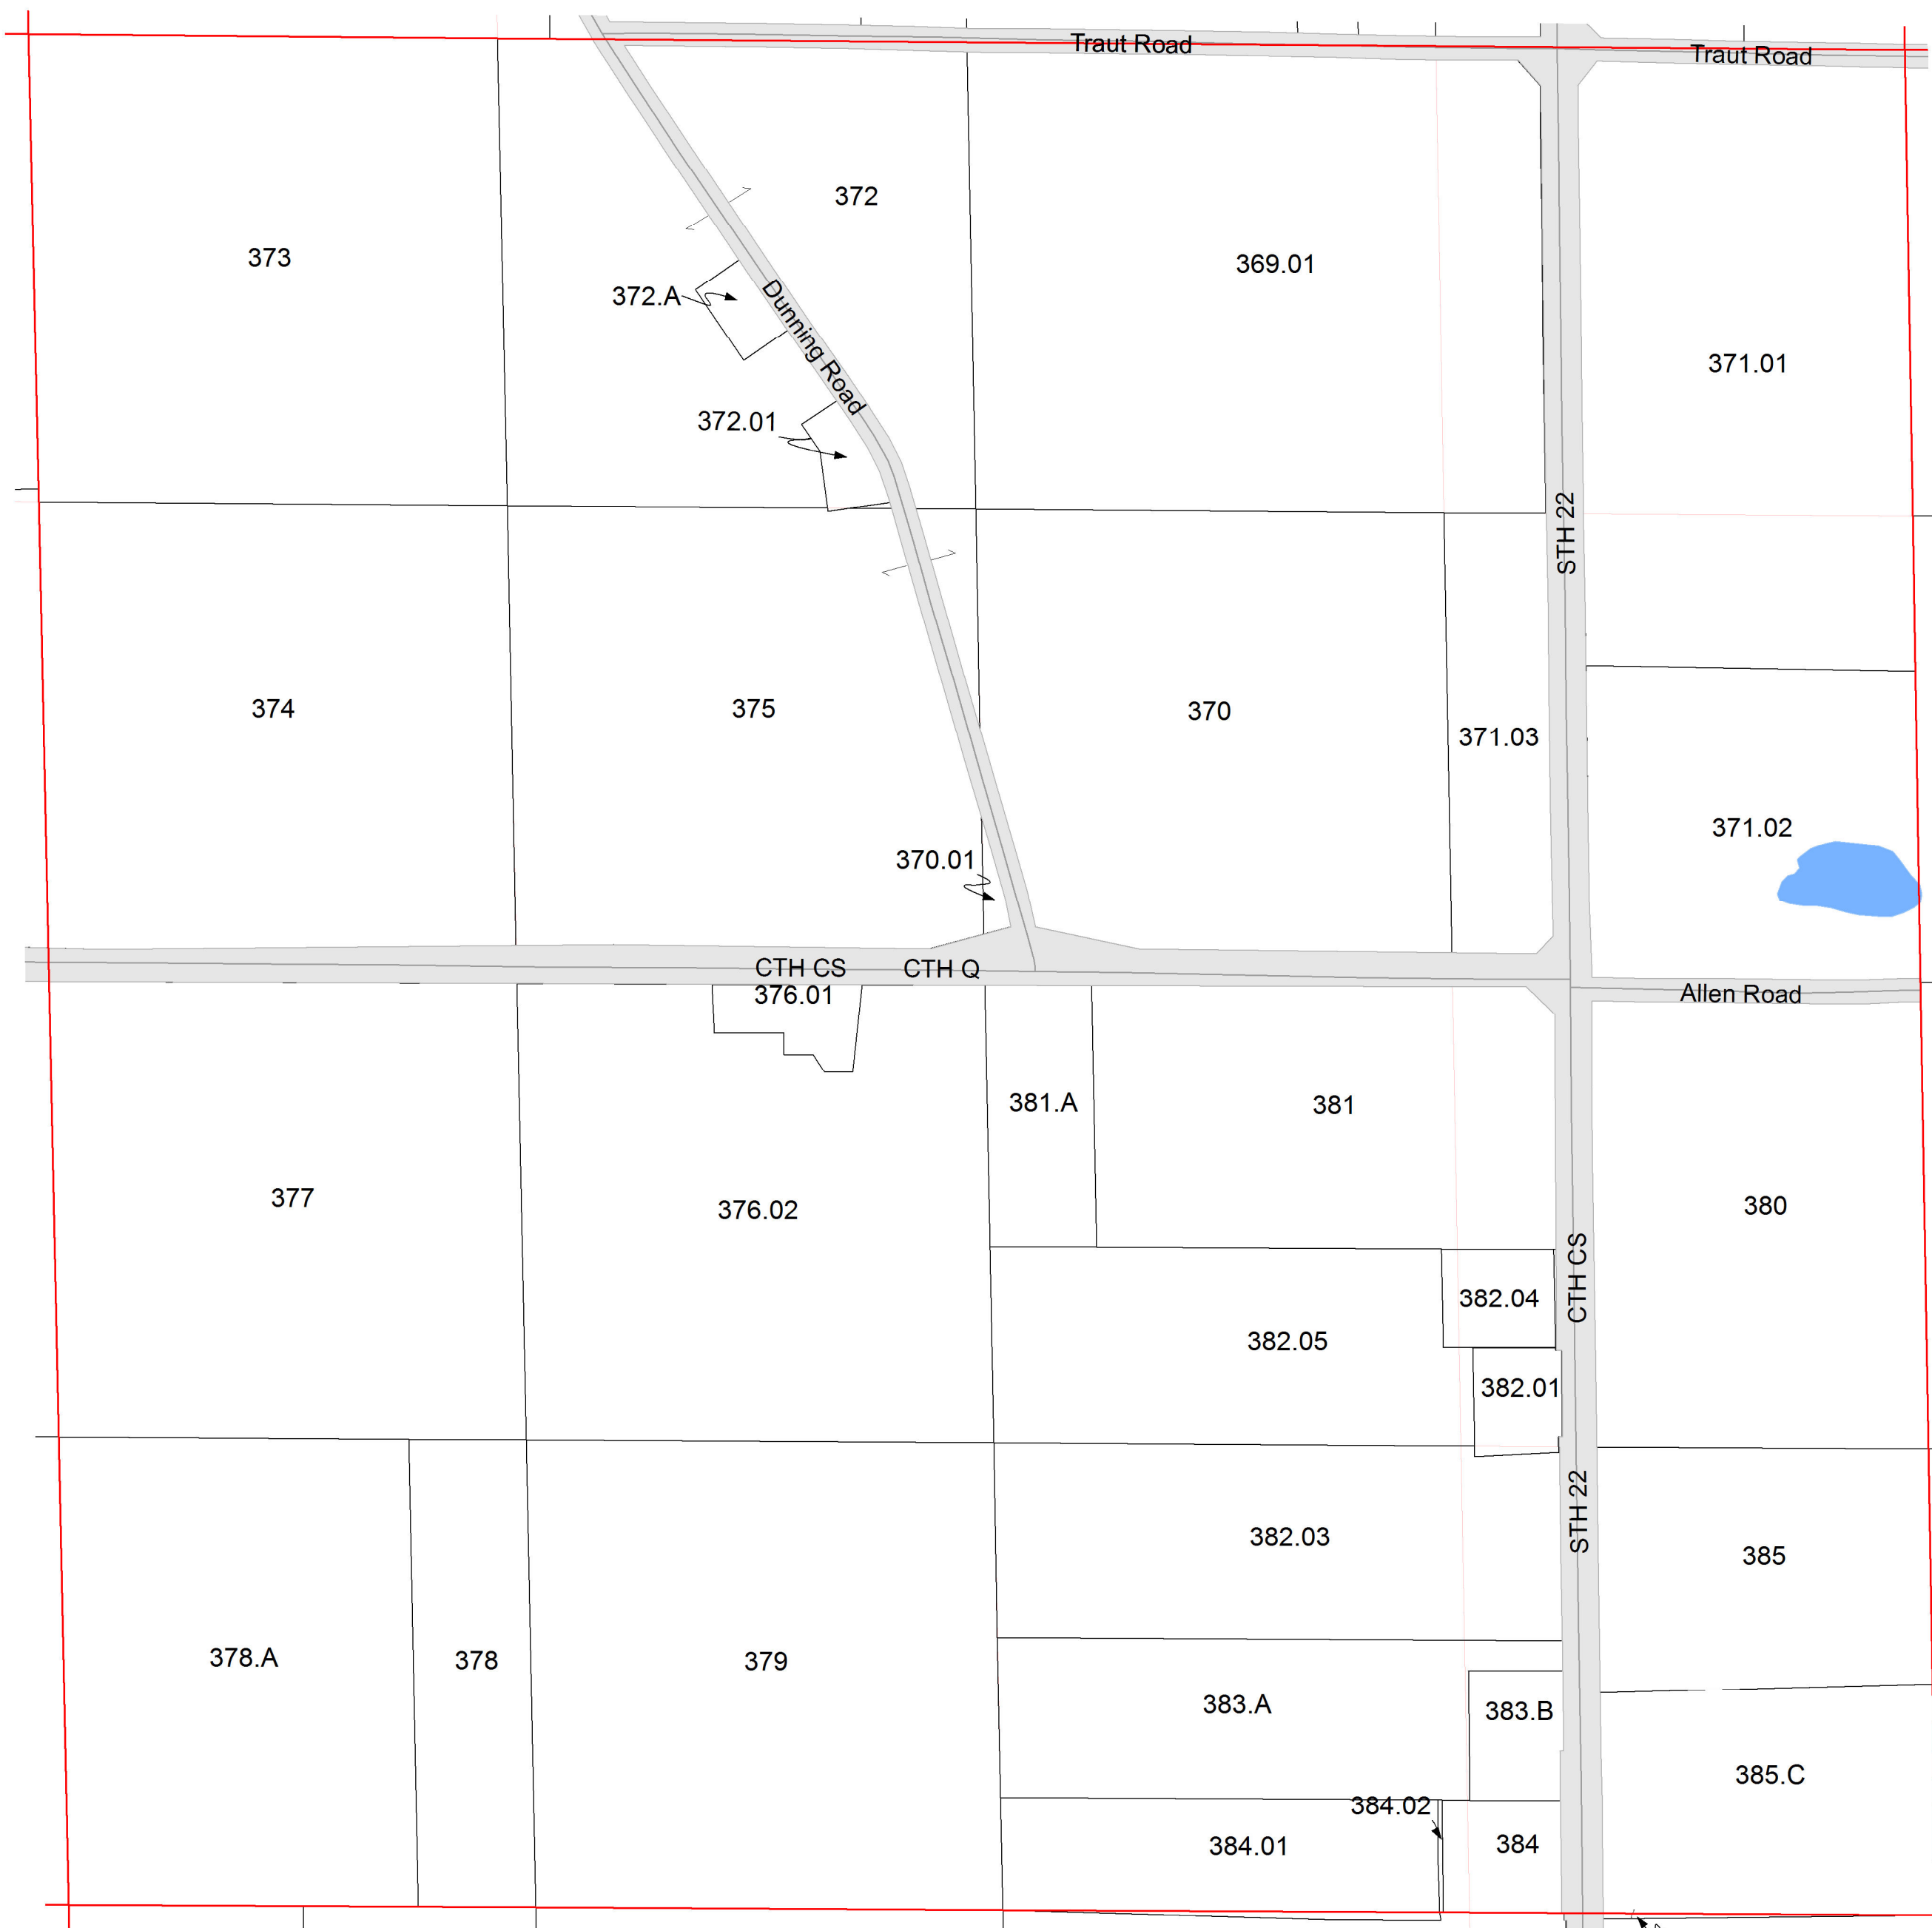 Traut Road
Traut Road
372
373
369.01
372.A
Dunning Road
371.01
372.01
STH 22
374
375
370
371.03
371.02
370.01
CTH CS
CTH Q
376.01
Allen Road
381.A
381
377
376.02
380
CTH CS
382.04
382.05
382.01
STH 22
382.03
385
378.A
378
379
383.A
383.B
385.C
384.02
384.01
384